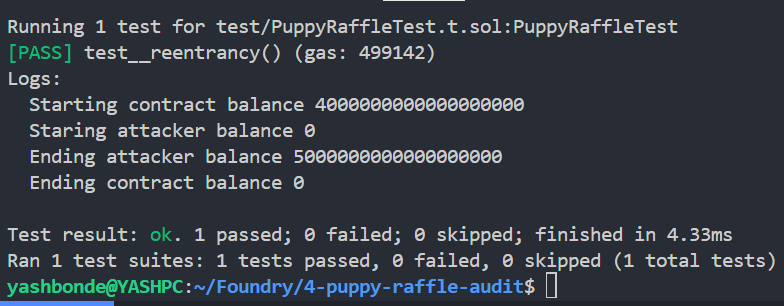 Running 1 test for test/PuppyRaffleTest.t.sol:PuppyRaffleTest
[PASS] test__reentrancy() (gas: 499142)
Logs:
  Starting contract balance 4000000000000000000
  Staring attacker balance 0
  Ending attacker balance 5000000000000000000
  Ending contract balance 0

Test result: ok. 1 passed; 0 failed; 0 skipped; finished in 4.33ms
Ran 1 test suites: 1 tests passed, 0 failed, 0 skipped (1 total tests)
yashbonde@YASHPC:~/Foundry/4-puppy-raffle-audit$